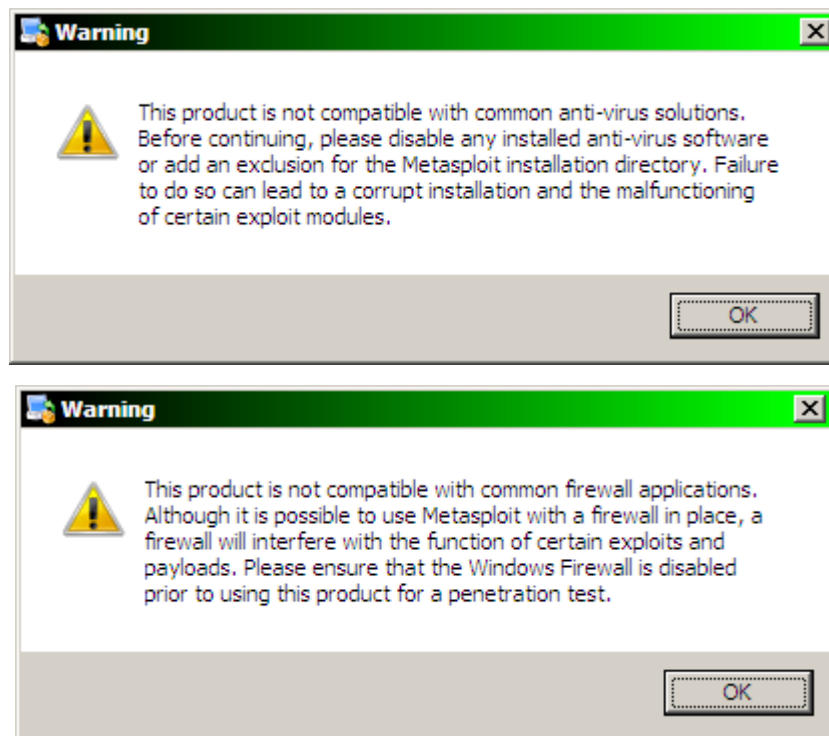 Warning
This product is not compatible with common anti-virus solutions.
Before continuing, please disable any installed anti-virus software
or add an exclusion for the Metasploit installation directory. Failure
to do so can lead to a corrupt installation and the malfunctioning
of certain exploit modules.
OK
Warning
This product is not compatible with common firewall applications.
Although it is possible to use Metasploit with a firewall in place, a
firewall will interfere with the function of certain exploits and
payloads. Please ensure that the Windows Firewall is disabled
prior to using this product for a penetration test.
OK